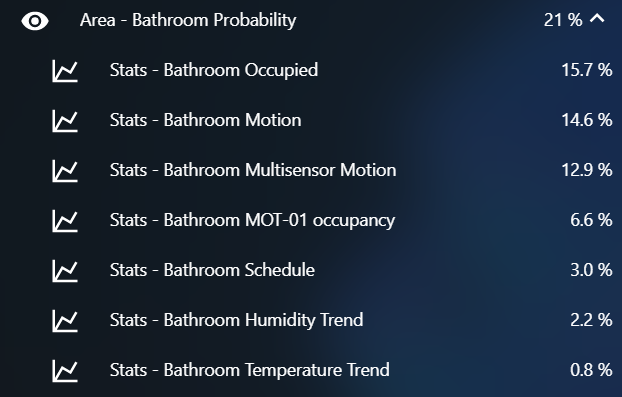 Area - Bathroom Probability 21 %
Stats - Bathroom Occupied 15.7 %
Stats - Bathroom Motion 14.6 %
Stats - Bathroom Multisensor Motion 12.9 %
Stats - Bathroom MOT-01 occupancy 6.6 %
Stats - Bathroom Schedule 3.0 %
Stats - Bathroom Humidity Trend 2.2 %
Stats - Bathroom Temperature Trend 0.8 %